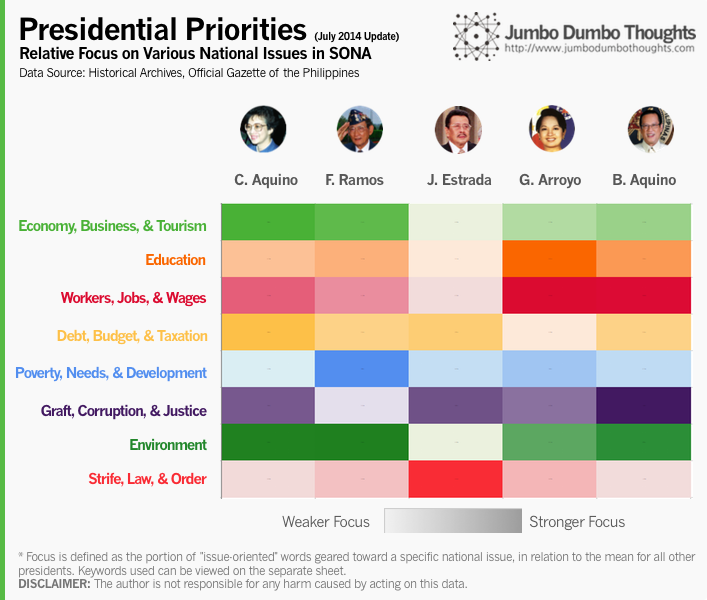 Presidential Priorities (July 2014 Update)
Relative Focus on Various National Issues in SONA
Data Source: Historical Archives, Official Gazette of the Philippines
Jumbo Dumbo Thoughts
http://www.jumbodumbothoughts.com
C. Aquino F. Ramos J. Estrada G. Arroyo B. Aquino
Economy, Business, & Tourism
Education
Workers, Jobs, & Wages
Debt, Budget, & Taxation
Poverty, Needs, & Development
Graft, Corruption, & Justice
Environment
Strife, Law, & Order
Weaker Focus Stronger Focus
* Focus is defined as the portion of "issue-oriented" words geared toward a specific national issue, in relation to the mean for all other
presidents. Keywords used can be viewed on the separate sheet.
DISCLAIMER: The author is not responsible for any harm caused by acting on this data.